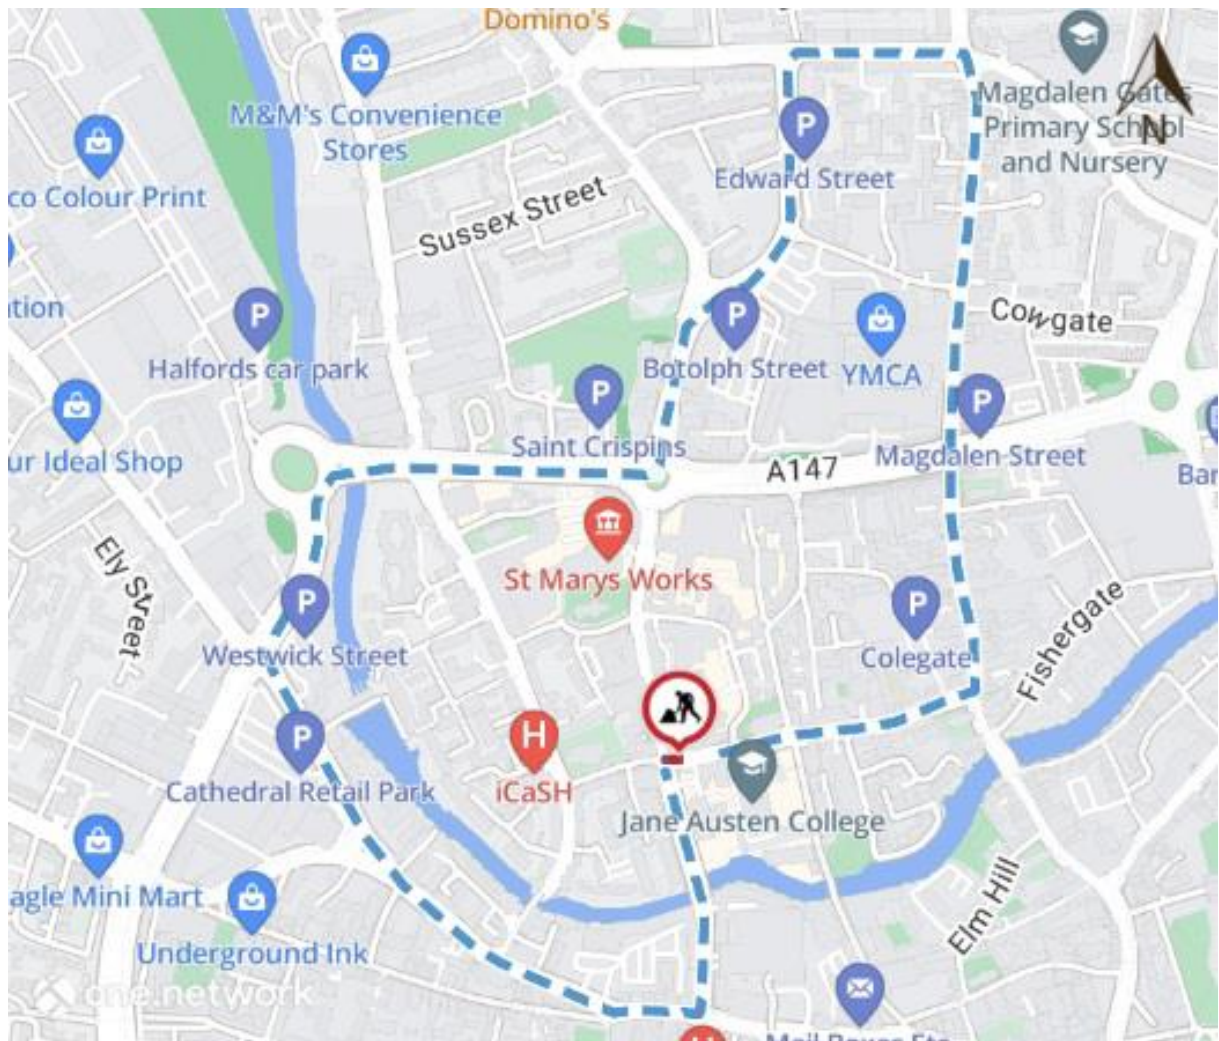 Domino's
M&M's Convenience
Stores
Magdalen Gates
Primary School
and Nursery
N
P
Edward Street
co Colour Print
Sussex Street
P
Halfords car park
P
Botolph Street
YMCA
Cowgate
P
Saint Crispins
P
Magdalen Street
ur Ideal Shop
A147
Bar
St Marys Works
Ely Street
P
Westwick Street
P
Colegate
Fishergate
P
Cathedral Retail Park
H
iCaSH
Jane Austen College
agle Mini Mart
Underground Ink
Elm Hill
one.network